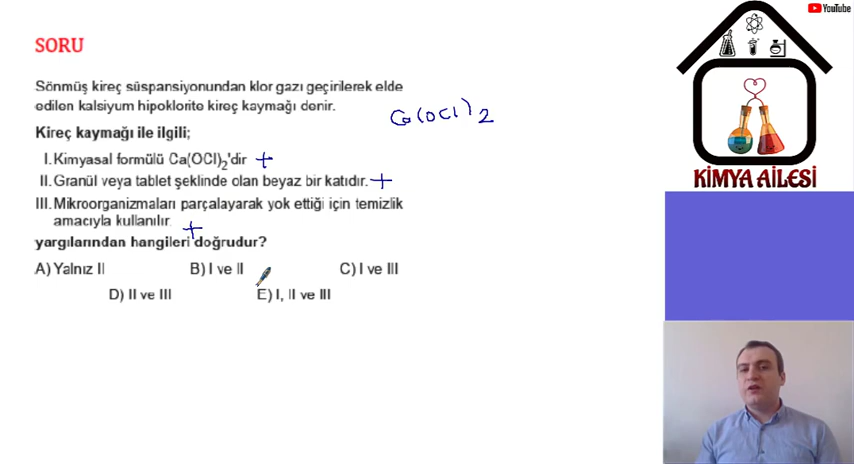 YouTube
SORU
Sönmüş kireç süspansiyonundan klor gazı geçirilerek elde
edilen kalsiyum hipoklorite kireç kaymağı denir.
Ca(OCl)2
Kireç kaymağı ile ilgili;
I. Kimyasal formülü Ca(OCl)2'dir +
II. Granül veya tablet şeklinde olan beyaz bir katıdır. +
III. Mikroorganizmaları parçalayarak yok ettiği için temizlik
amacıyla kullanılır. +
yargılarından hangileri doğrudur?
A) Yalnız II B) I ve II C) I ve III
D) II ve III E) I, II ve III
KİMYA AİLESİ